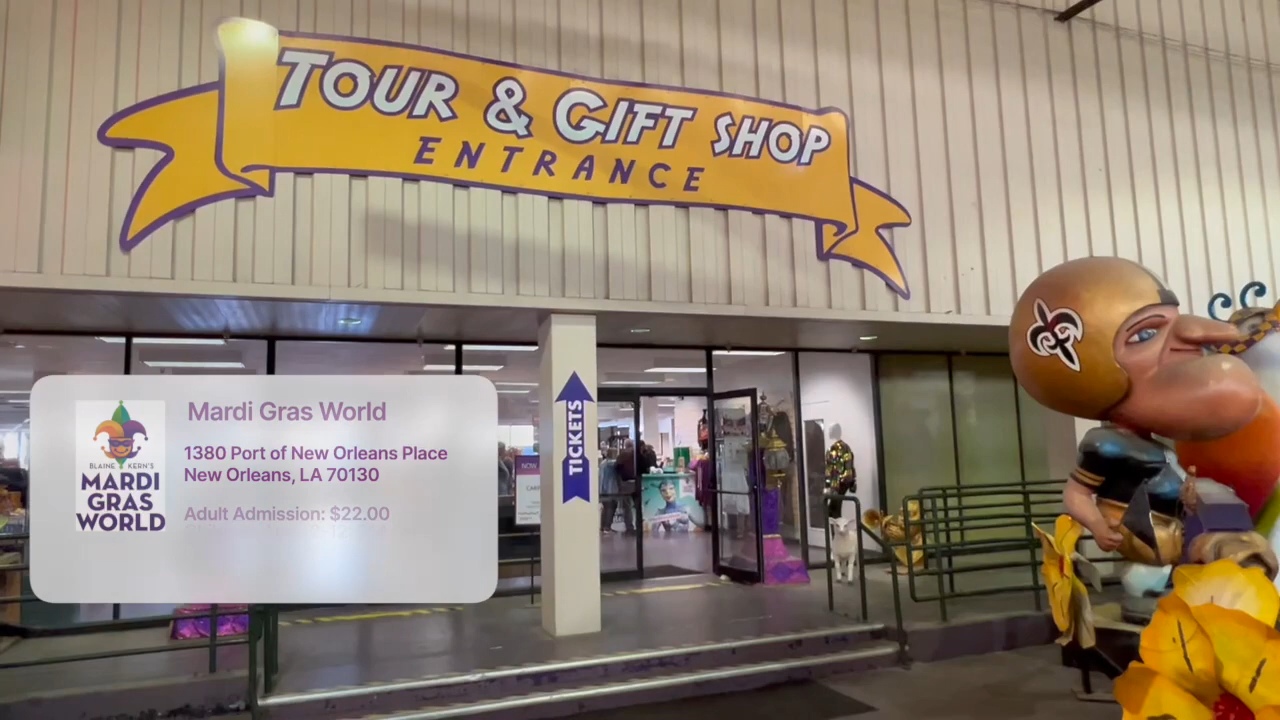 TOUR & GIFT SHOP
ENTRANCE
TICKETS
NOW
BLAINE KERN'S
MARDI
GRAS
WORLD
Mardi Gras World
1380 Port of New Orleans Place
New Orleans, LA 70130
Adult Admission: $22.00